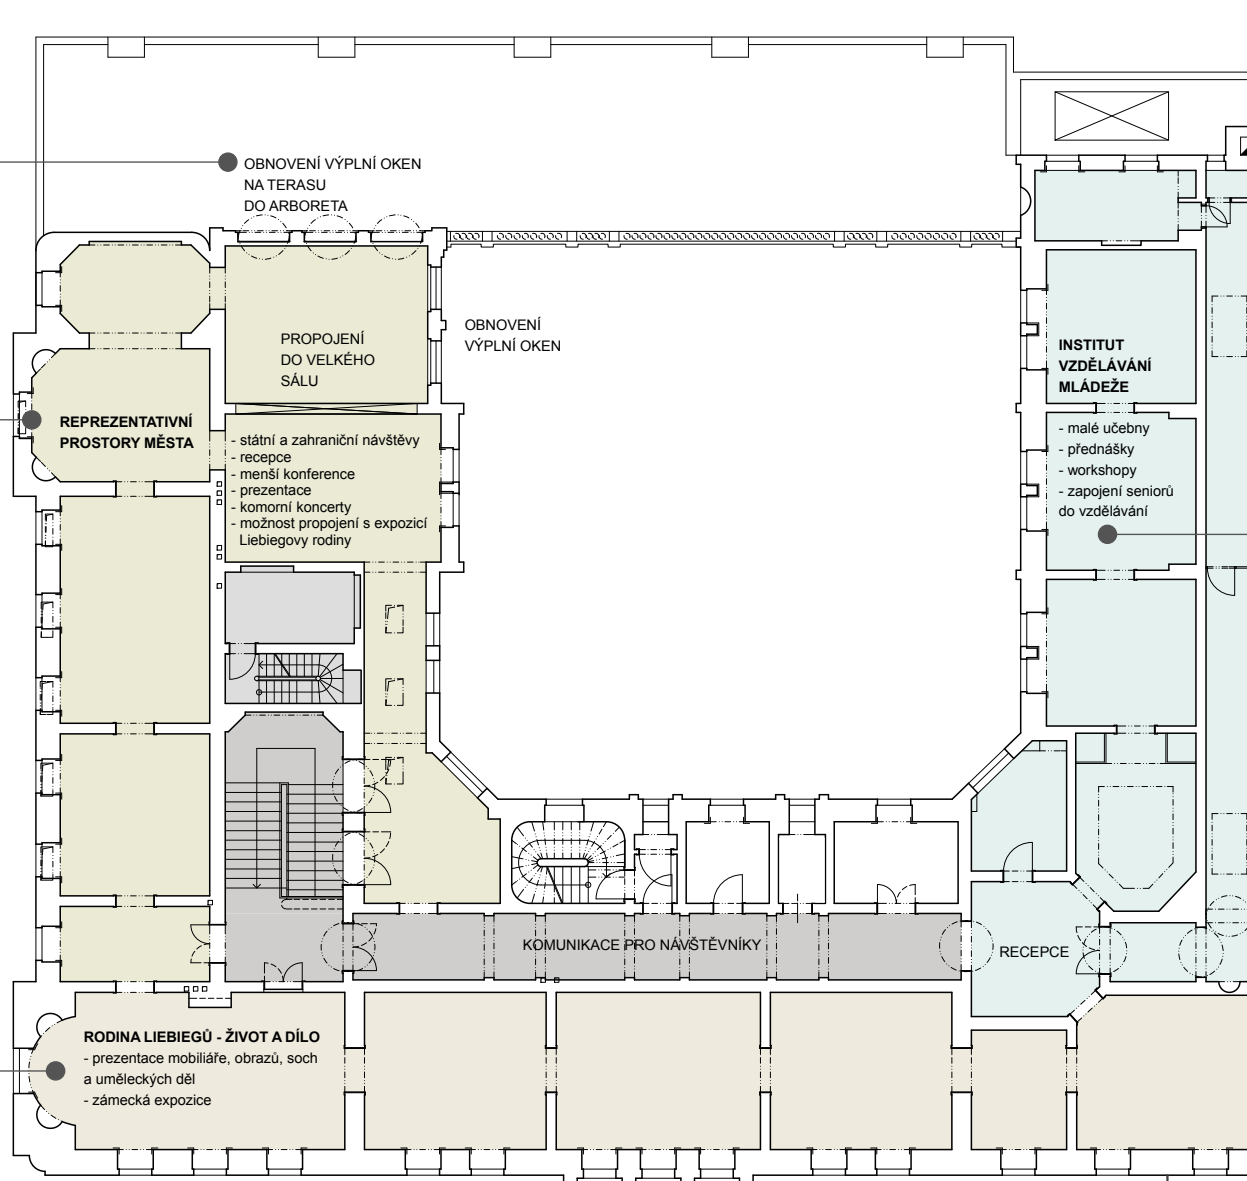 OBNOVENÍ VÝPLNÍ OKEN
NA TERASU
DO ARBORETA
PROPOJENÍ
DO VELKÉHO
SÁLU
OBNOVENÍ
VÝPLNÍ OKEN
REPREZENTATIVNÍ
PROSTORY MĚSTA
- státní a zahraniční návštěvy
- recepce
- menší konference
- prezentace
- komorní koncerty
- možnost propojení s expozicí
Liebiegovy rodiny
INSTITUT
VZDĚLÁVÁNÍ
MLÁDEŽE
- malé učebny
- přednášky
- workshopy
- zapojení seniorů
do vzdělávání
KOMUNIKACE PRO NÁVŠTĚVNÍKY
RECEPCE
RODINA LIEBIEGŮ - ŽIVOT A DÍLO
- prezentace mobiliáře, obrazů, soch
a uměleckých děl
- zámecká expozice